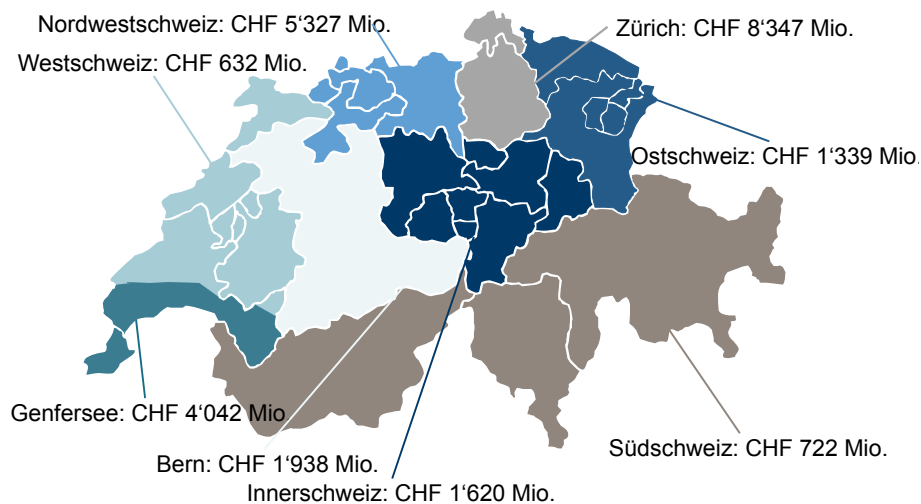 Nordwestschweiz: CHF 5‘327 Mio.
Zürich: CHF 8‘347 Mio.
Westschweiz: CHF 632 Mio.
Ostschweiz: CHF 1‘339 Mio.
Genfersee: CHF 4‘042 Mio
Südschweiz: CHF 722 Mio.
Bern: CHF 1‘938 Mio.
Innerschweiz: CHF 1‘620 Mio.